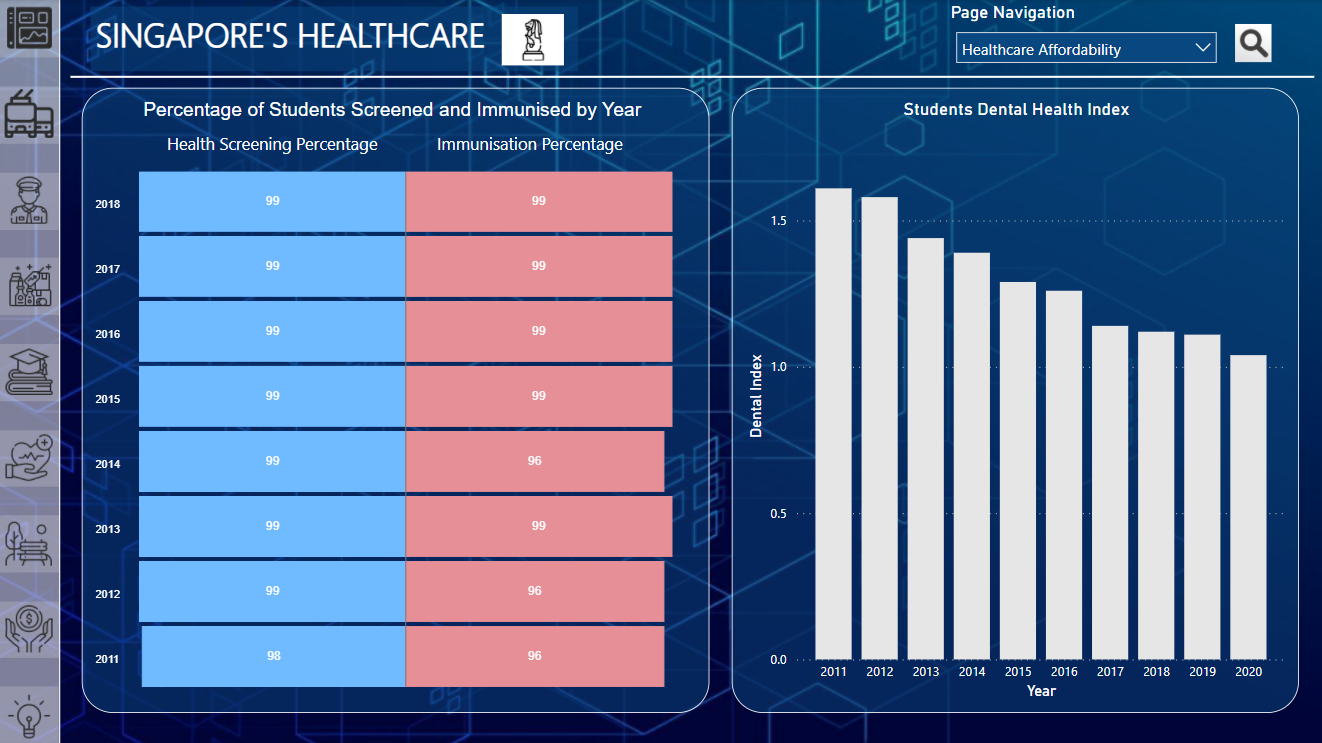 SINGAPORE'S HEALTHCARE
Page Navigation
Healthcare Affordability
Percentage of Students Screened and Immunised by Year
Health Screening Percentage Immunisation Percentage
2018 99 99
2017 99 99
2016 99 99
2015 99 99
2014 99 96
2013 99 99
2012 99 96
2011 98 96
Students Dental Health Index
Dental Index
1.5
1.0
0.5
0.0
2011 2012 2013 2014 2015 2016 2017 2018 2019 2020
Year